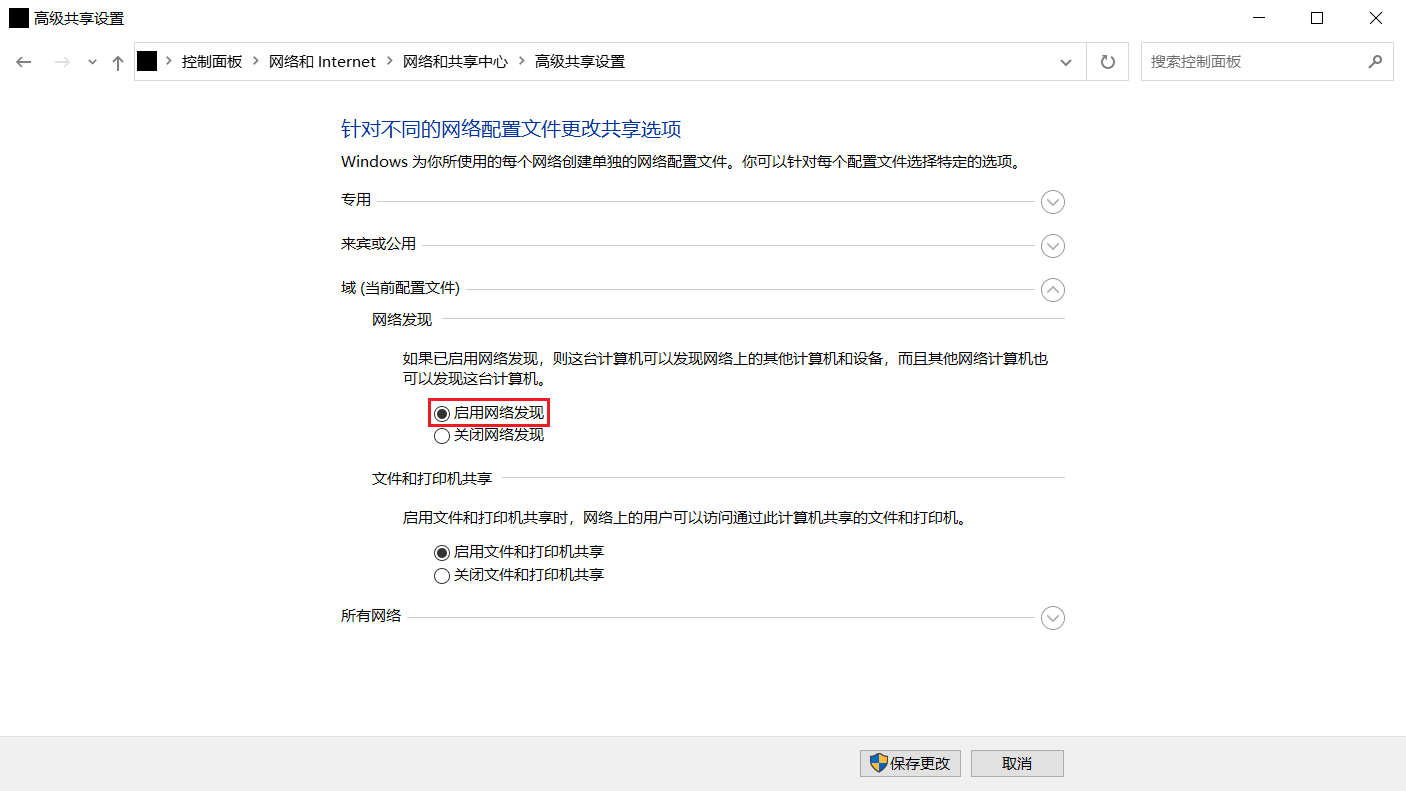 高级共享设置
控制面板 网络和 Internet 网络和共享中心 高级共享设置
搜索控制面板
针对不同的网络配置文件更改共享选项
Windows 为你所使用的每个网络创建单独的网络配置文件。你可以针对每个配置文件选择特定的选项。
专用
来宾或公用
域 (当前配置文件)
网络发现
如果已启用网络发现，则这台计算机可以发现网络上的其他计算机和设备，而且其他网络计算机也
可以发现这台计算机。
启用网络发现
关闭网络发现
文件和打印机共享
启用文件和打印机共享时，网络上的用户可以访问通过此计算机共享的文件和打印机。
启用文件和打印机共享
关闭文件和打印机共享
所有网络
保存更改
取消